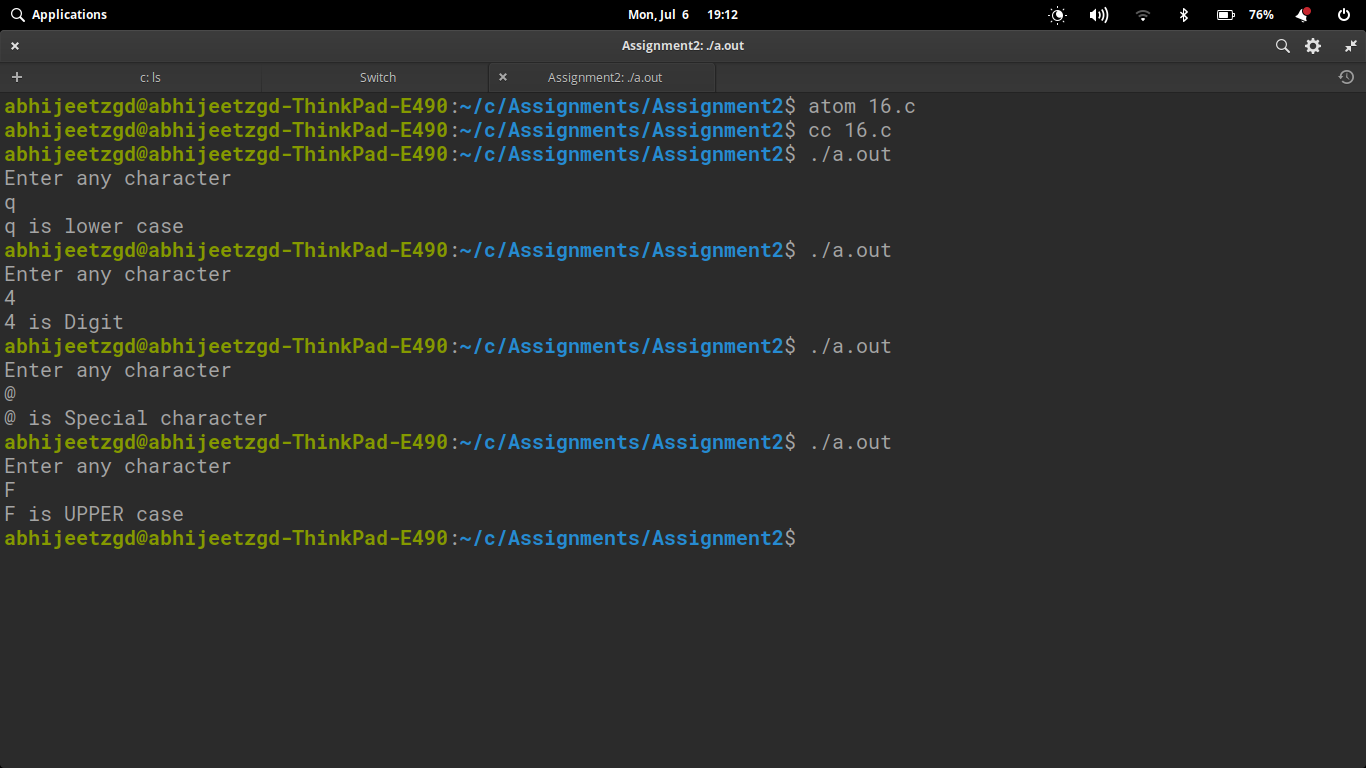 Applications Mon, Jul 6 19:12 76%
Assignment2: ./a.out
c: ls Switch Assignment2: ./a.out
abhijeetzgd@abhijeetzgd-ThinkPad-E490:~/c/Assignments/Assignment2$ atom 16.c
abhijeetzgd@abhijeetzgd-ThinkPad-E490:~/c/Assignments/Assignment2$ cc 16.c
abhijeetzgd@abhijeetzgd-ThinkPad-E490:~/c/Assignments/Assignment2$ ./a.out
Enter any character
q
q is lower case
abhijeetzgd@abhijeetzgd-ThinkPad-E490:~/c/Assignments/Assignment2$ ./a.out
Enter any character
4
4 is Digit
abhijeetzgd@abhijeetzgd-ThinkPad-E490:~/c/Assignments/Assignment2$ ./a.out
Enter any character
@
@ is Special character
abhijeetzgd@abhijeetzgd-ThinkPad-E490:~/c/Assignments/Assignment2$ ./a.out
Enter any character
F
F is UPPER case
abhijeetzgd@abhijeetzgd-ThinkPad-E490:~/c/Assignments/Assignment2$